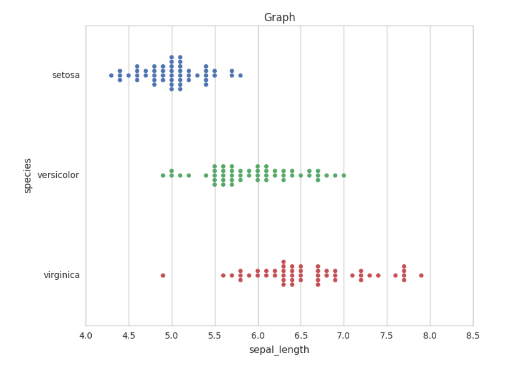 Graph
setosa
versicolor
virginica
species
4.0 4.5 5.0 5.5 6.0 6.5 7.0 7.5 8.0 8.5
sepal_length